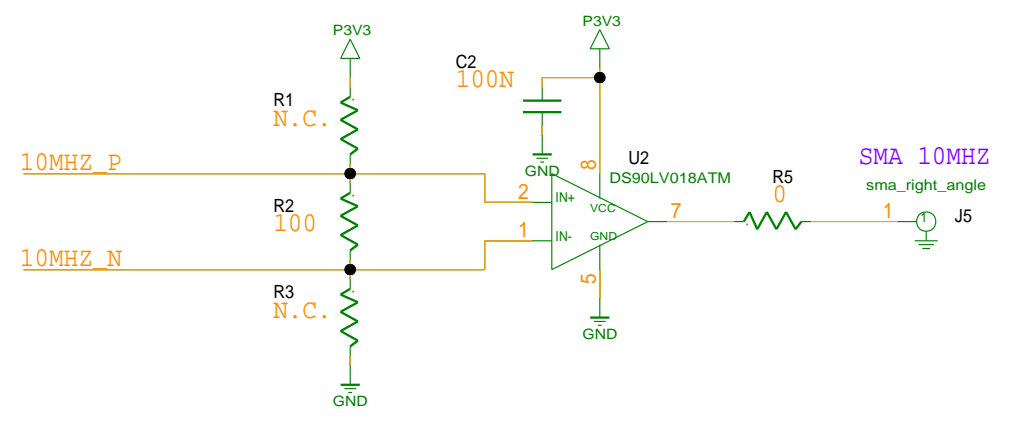 P3V3
P3V3
C2
100N
R1
N.C.
GND
U2
DS90LV018ATM
8
SMA 10MHZ
sma_right_angle
10MHZ_P
R2
100
2
IN+
VCC
7
R5
0
1
1
J5
1
IN-
GND
10MHZ_N
5
R3
N.C.
GND
GND